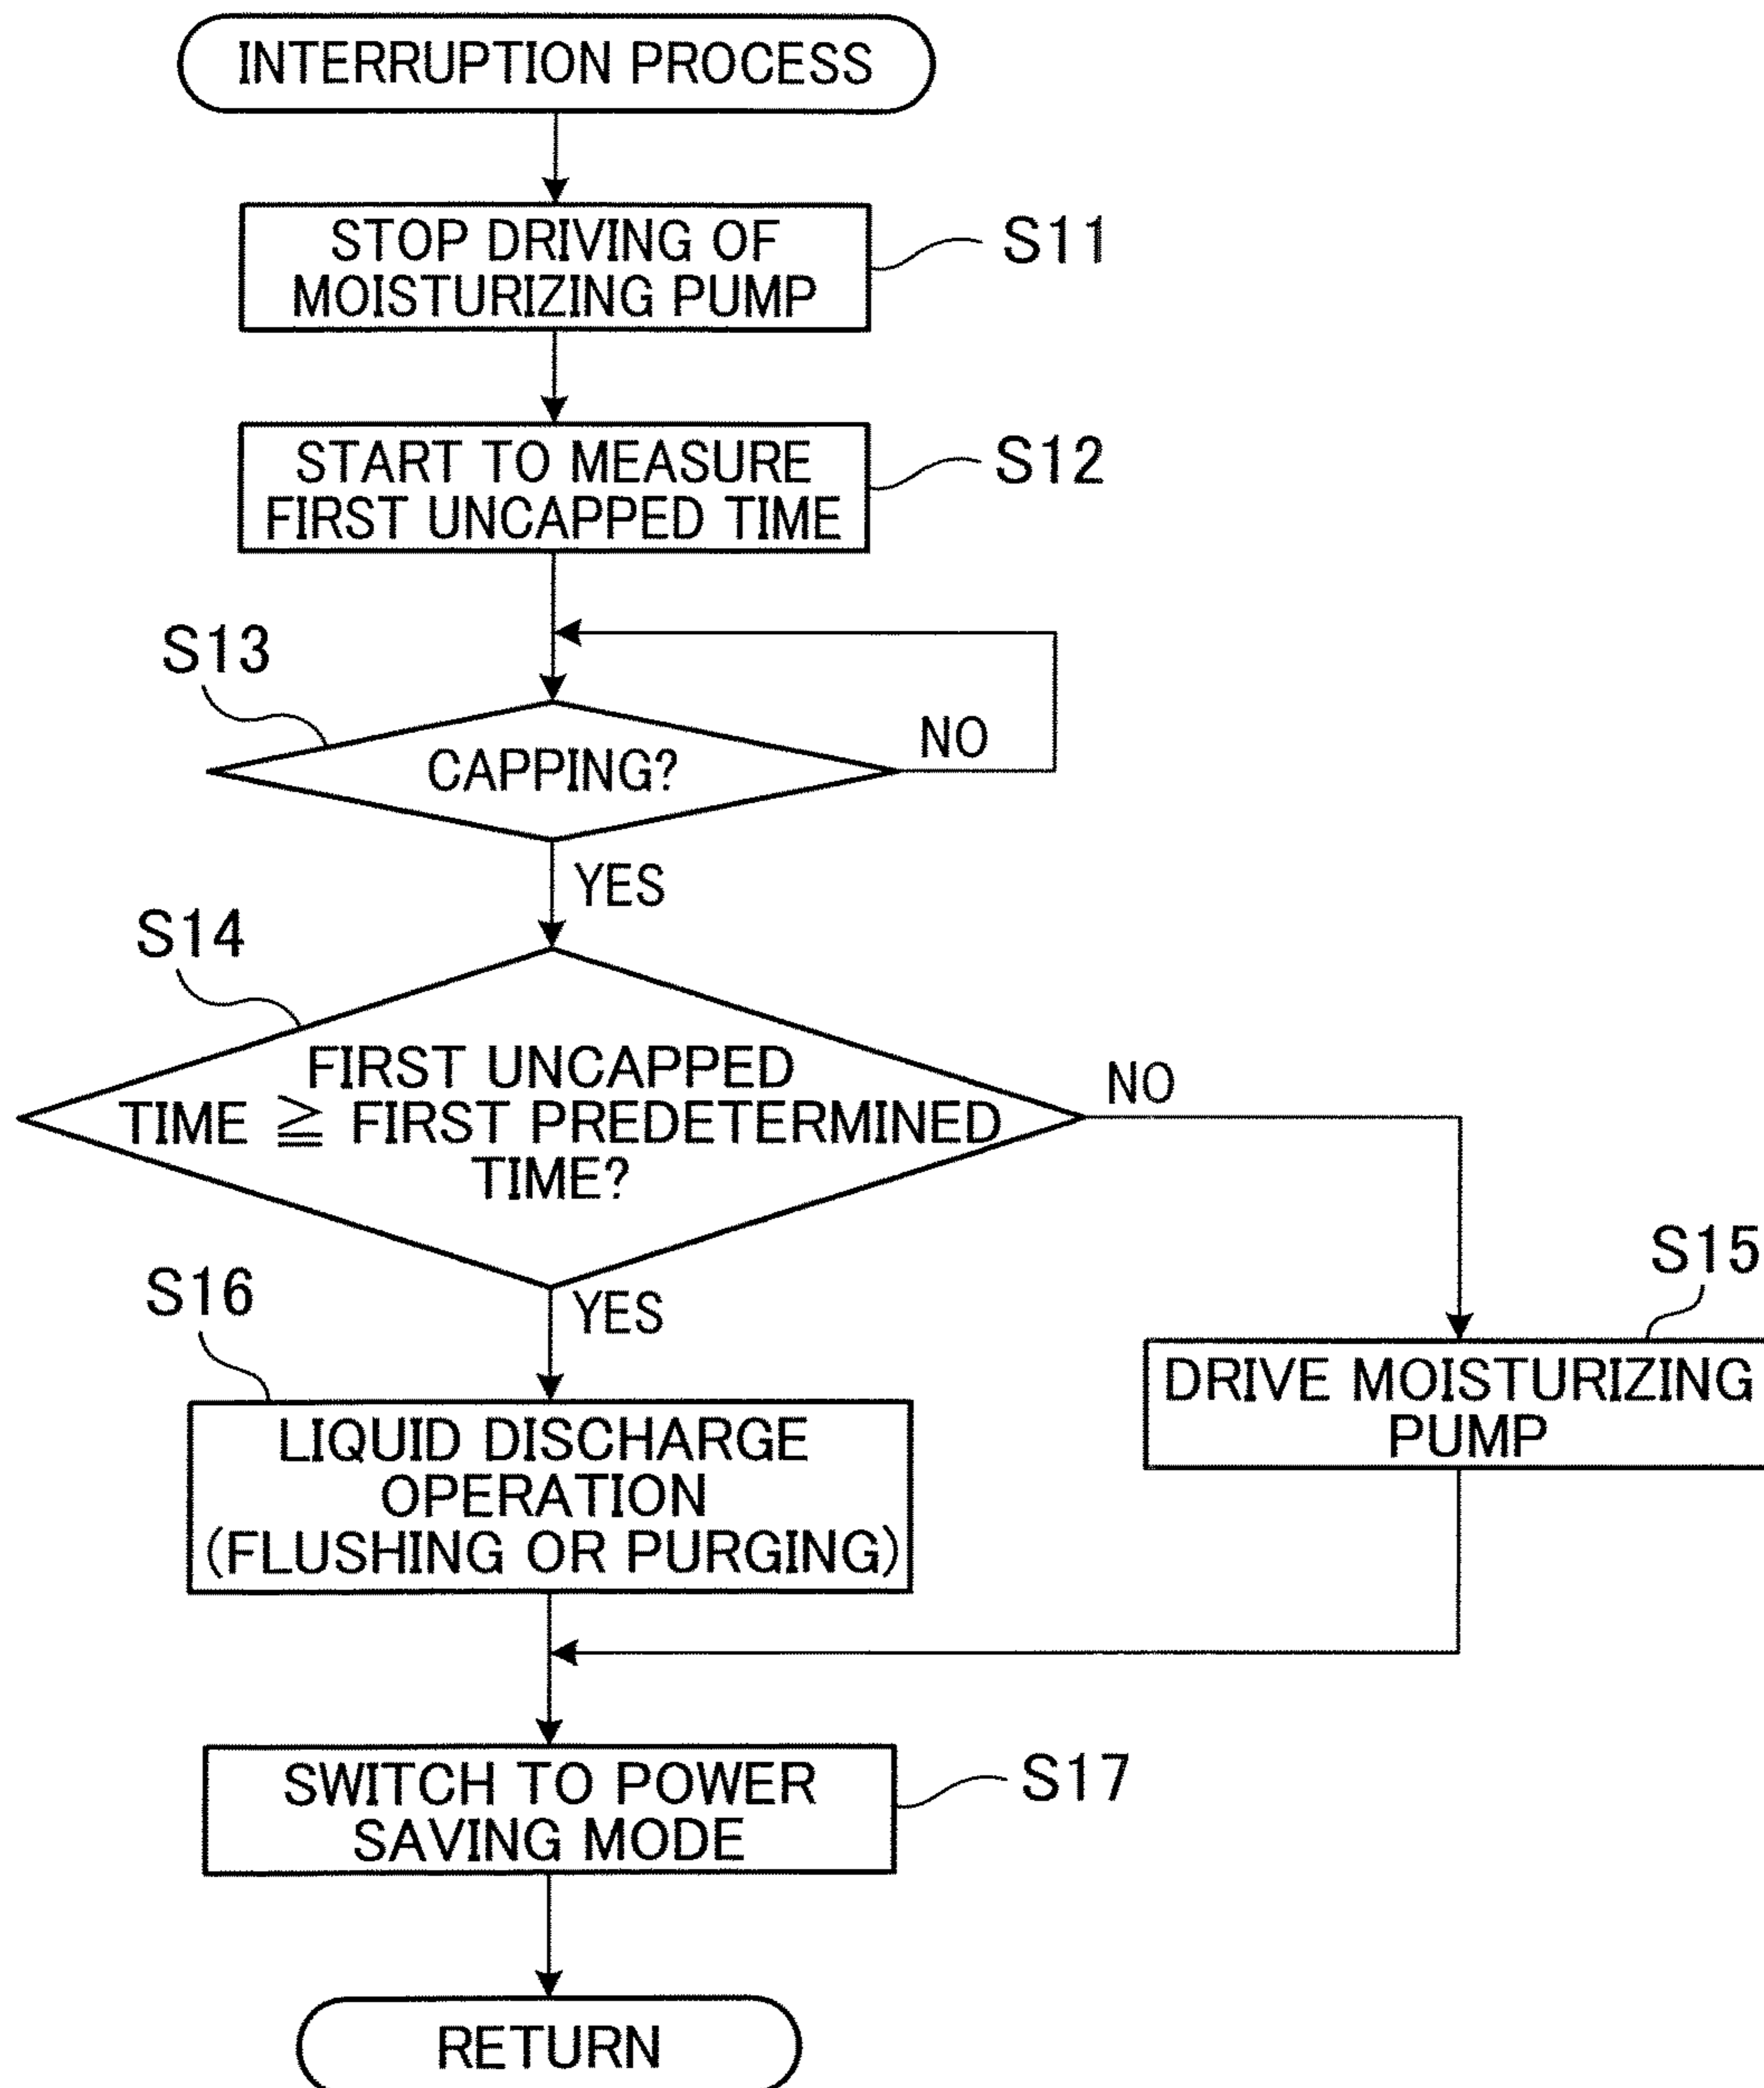 INTERRUPTION PROCESS
STOP DRIVING OF
MOISTURIZING PUMP
S11
START TO MEASURE
FIRST UNCAPPED TIME
S12
S13
CAPPING?
NO
YES
S14
FIRST UNCAPPED
TIME ≧ FIRST PREDETERMINED
TIME?
NO
YES
S15
DRIVE MOISTURIZING
PUMP
S16
LIQUID DISCHARGE
OPERATION
(FLUSHING OR PURGING)
SWITCH TO POWER
SAVING MODE
S17
RETURN